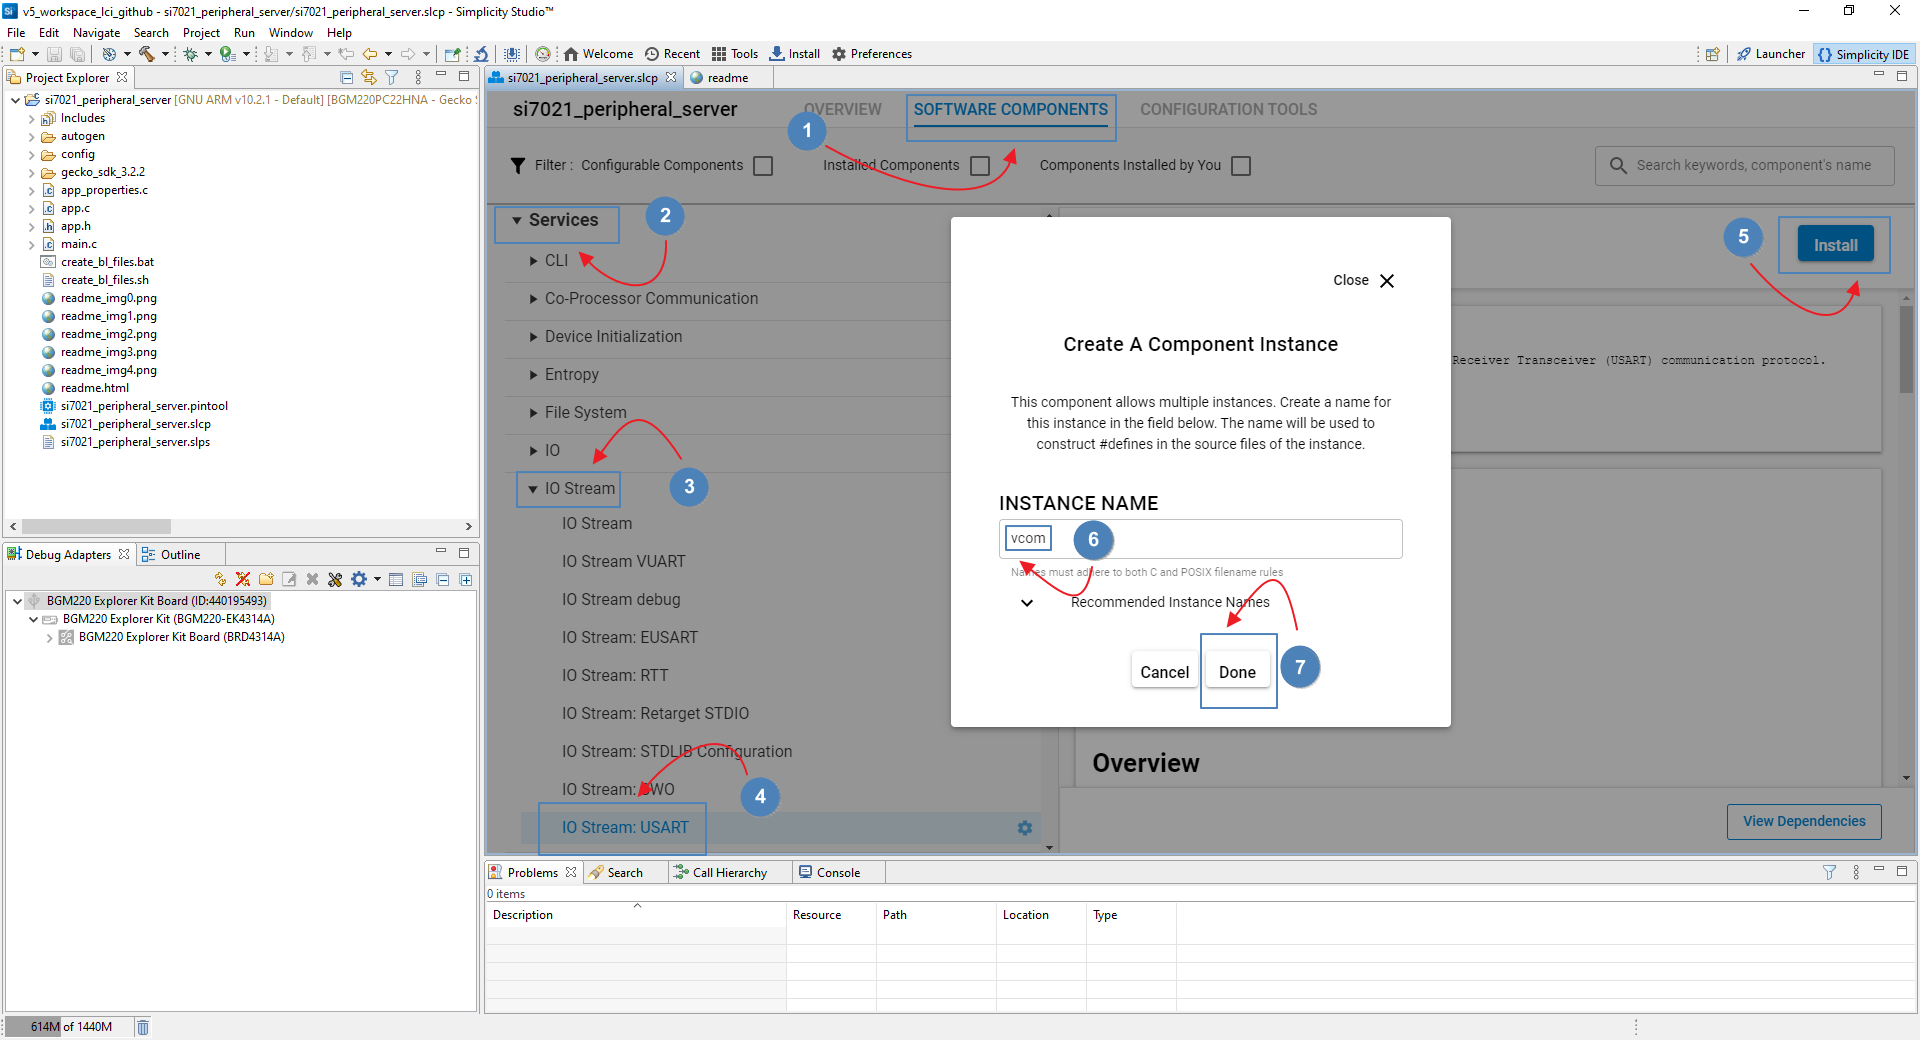 v5_workspace_lci_github - si7021_peripheral_server/si7021_peripheral_server.slcp - Simplicity Studio™
File Edit Navigate Search Project Run Window Help
Welcome Recent Tools Install Preferences
Launcher Simplicity IDE
Project Explorer
si7021_peripheral_server [GNU ARM v10.2.1 - Default] [BGM220PC22HNA - Gecko
Includes
autogen
config
gecko_sdk_3.2.2
app_properties.c
app.c
app.h
main.c
create_bl_files.bat
create_bl_files.sh
readme_img0.png
readme_img1.png
readme_img2.png
readme_img3.png
readme_img4.png
readme.html
si7021_peripheral_server.pintool
si7021_peripheral_server.slcp
si7021_peripheral_server.slps
Debug Adapters
Outline
BGM220 Explorer Kit Board (ID:440195493)
BGM220 Explorer Kit (BGM220-EK4314A)
BGM220 Explorer Kit Board (BRD4314A)
614M of 1440M
si7021_peripheral_server.slcp
readme
si7021_peripheral_server
OVERVIEW
SOFTWARE COMPONENTS
CONFIGURATION TOOLS
1
Filter : Configurable Components
Installed Components
Components Installed by You
Search keywords, component's name
Services
2
CLI
Co-Processor Communication
Device Initialization
Entropy
File System
IO
IO Stream
3
IO Stream
IO Stream VUART
IO Stream debug
IO Stream: EUSART
IO Stream: RTT
IO Stream: Retarget STDIO
IO Stream: STDLIB Configuration
IO Stream: SWO
4
IO Stream: USART
5
Install
Receiver Transceiver (USART) communication protocol.
Close
Create A Component Instance
This component allows multiple instances. Create a name for
this instance in the field below. The name will be used to
construct #defines in the source files of the instance.
INSTANCE NAME
vcom
6
Names must adhere to both C and POSIX filename rules
Recommended Instance Names
Cancel
Done
7
Overview
View Dependencies
Problems
Search
Call Hierarchy
Console
0 items
Description Resource Path Location Type